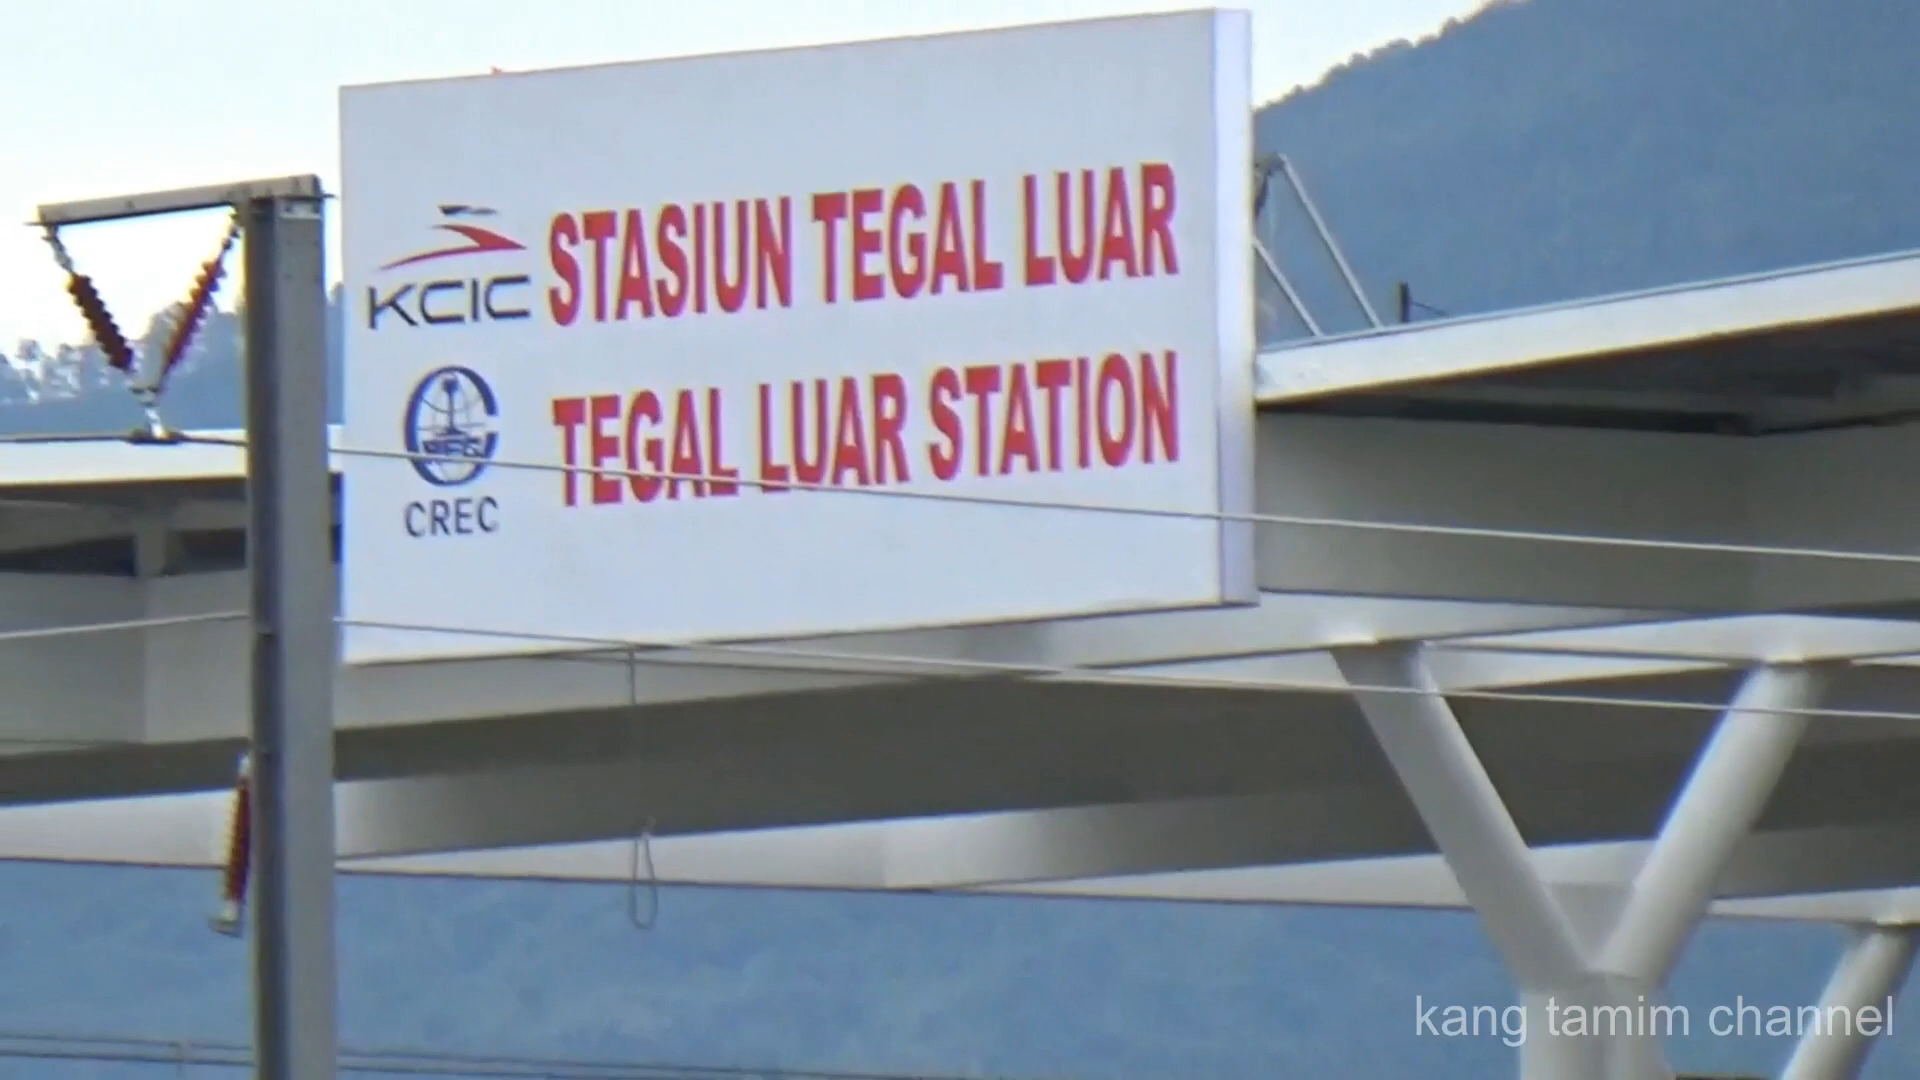 KCIC STASIUN TEGAL LUAR
TEGAL LUAR STATION
CREC
kang tamim channel